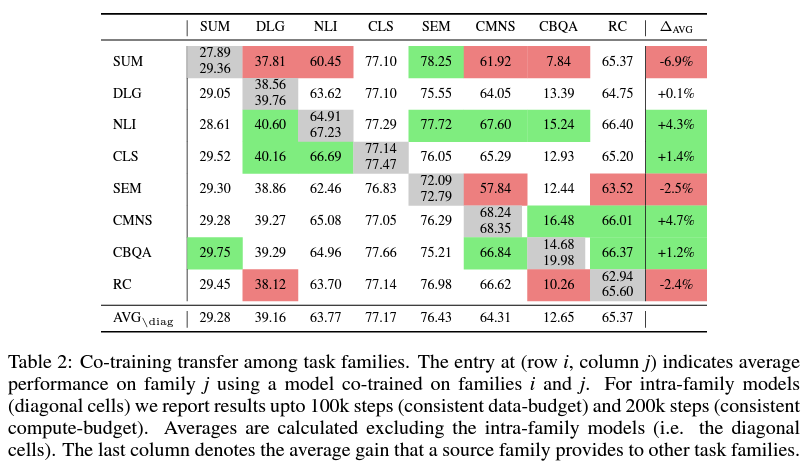 SUM DLG NLI CLS SEM CMNS CBQA RC Δ_AVG
SUM 27.89 29.36 37.81 60.45 77.10 78.25 61.92 7.84 65.37 -6.9%
DLG 29.05 38.56 39.76 63.62 77.10 75.55 64.05 13.39 64.75 +0.1%
NLI 28.61 40.60 64.91 67.23 77.29 77.72 67.60 15.24 66.40 +4.3%
CLS 29.52 40.16 66.69 77.14 77.47 76.05 65.29 12.93 65.20 +1.4%
SEM 29.30 38.86 62.46 76.83 72.09 72.79 57.84 12.44 63.52 -2.5%
CMNS 29.28 39.27 65.08 77.05 76.29 68.24 68.35 16.48 66.01 +4.7%
CBQA 29.75 39.29 64.96 77.66 75.21 66.84 14.68 19.98 66.37 +1.2%
RC 29.45 38.12 63.70 77.14 76.98 66.62 10.26 62.94 65.60 -2.4%
AVG\diag 29.28 39.16 63.77 77.17 76.43 64.31 12.65 65.37
Table 2: Co-training transfer among task families. The entry at (row i, column j) indicates average
performance on family j using a model co-trained on families i and j. For intra-family models
(diagonal cells) we report results upto 100k steps (consistent data-budget) and 200k steps (consistent
compute-budget). Averages are calculated excluding the intra-family models (i.e. the diagonal
cells). The last column denotes the average gain that a source family provides to other task families.